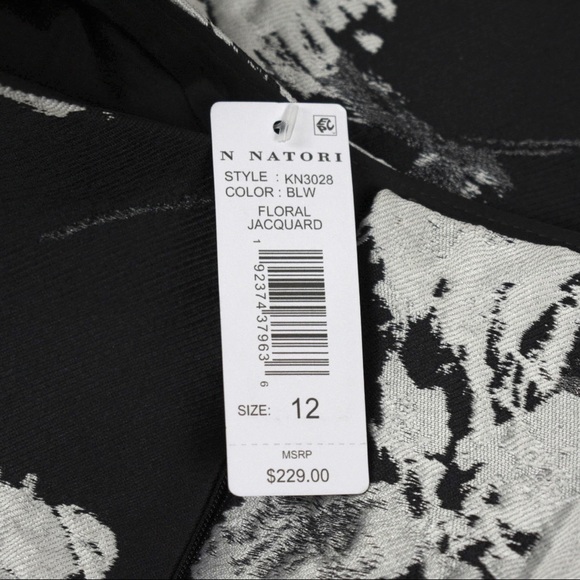 N NATORI
STYLE : KN3028
COLOR : BLW
FLORAL
JACQUARD
1 92374 37963 6
SIZE: 12
MSRP
$229.00